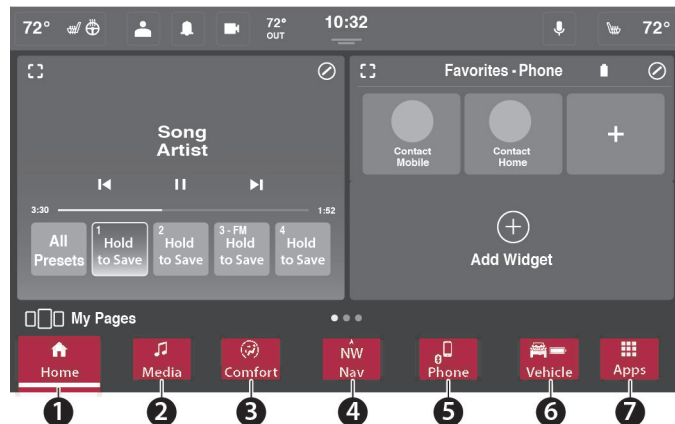 72° 72° OUT 10:32 72°
Song
Artist
3:30 1:52
All Presets
1 Hold to Save
2 Hold to Save
3 - FM Hold to Save
4 Hold to Save
Favorites - Phone
Contact Mobile
Contact Home
+
Add Widget
My Pages
Home
Media
Comfort
NW
Nav
Phone
Vehicle
Apps
1 2 3 4 5 6 7